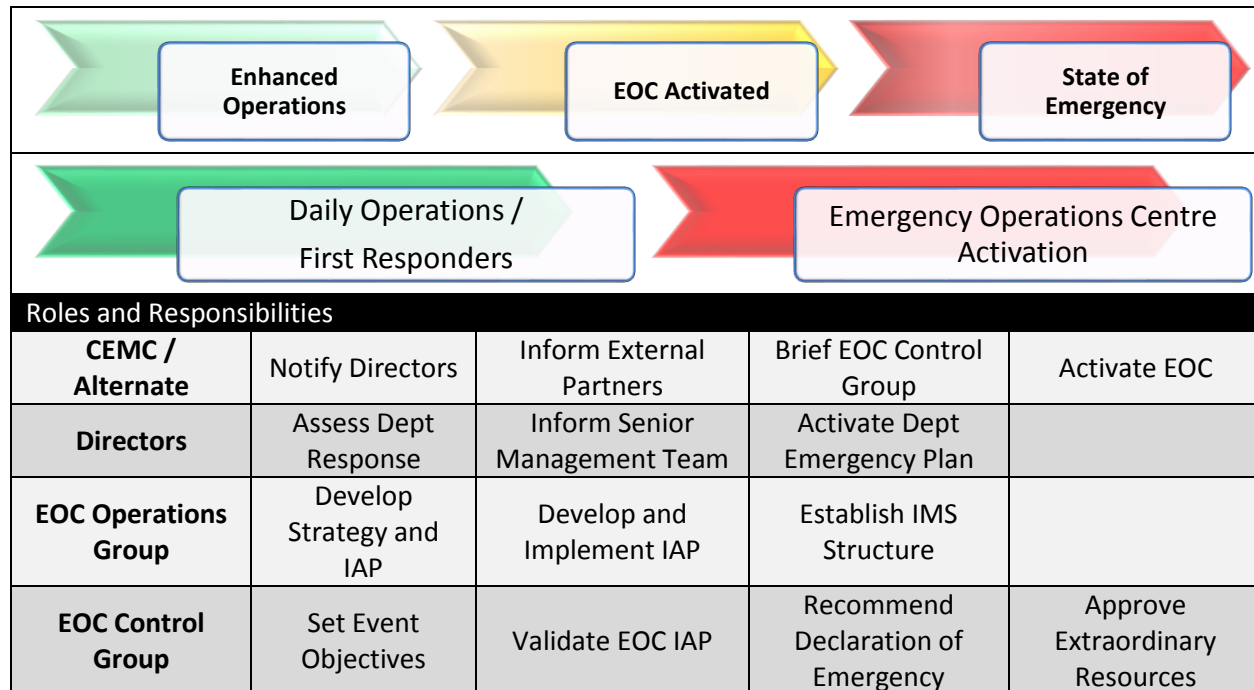 Enhanced
Operations
EOC Activated
State of
Emergency
Daily Operations /
First Responders
Emergency Operations Centre
Activation
Roles and Responsibilities
CEMC /
Alternate
Notify Directors
Inform External
Partners
Brief EOC Control
Group
Activate EOC
Directors
Assess Dept
Response
Inform Senior
Management Team
Activate Dept
Emergency Plan
EOC Operations
Group
Develop
Strategy and
IAP
Develop and
Implement IAP
Establish IMS
Structure
EOC Control
Group
Set Event
Objectives
Validate EOC IAP
Recommend
Declaration of
Emergency
Approve
Extraordinary
Resources